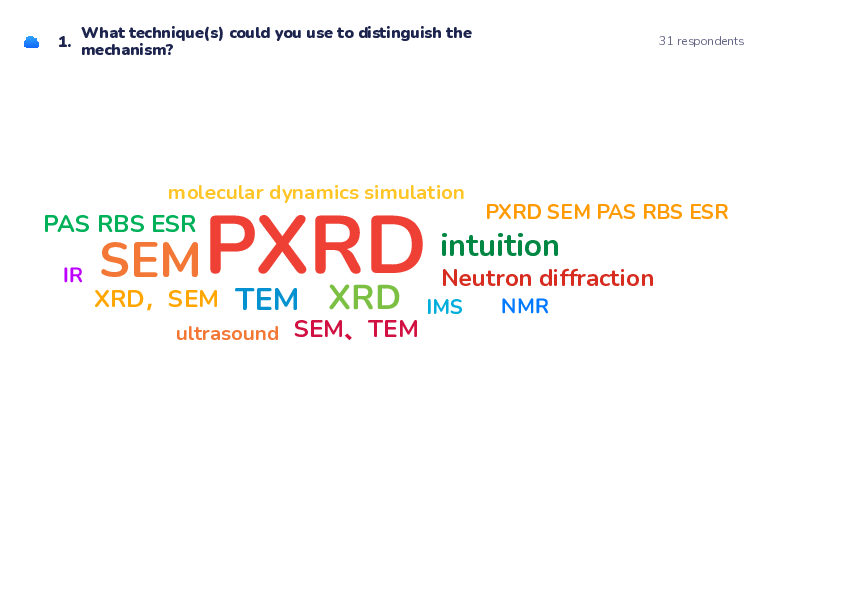 1. What technique(s) could you use to distinguish the
mechanism?
31 respondents
molecular dynamics simulation
PXRD SEM PAS RBS ESR
PAS RBS ESR
PXRD
intuition
SEM
IR
Neutron diffraction
XRD，SEM
TEM
XRD
IMS
NMR
ultrasound
SEM、TEM